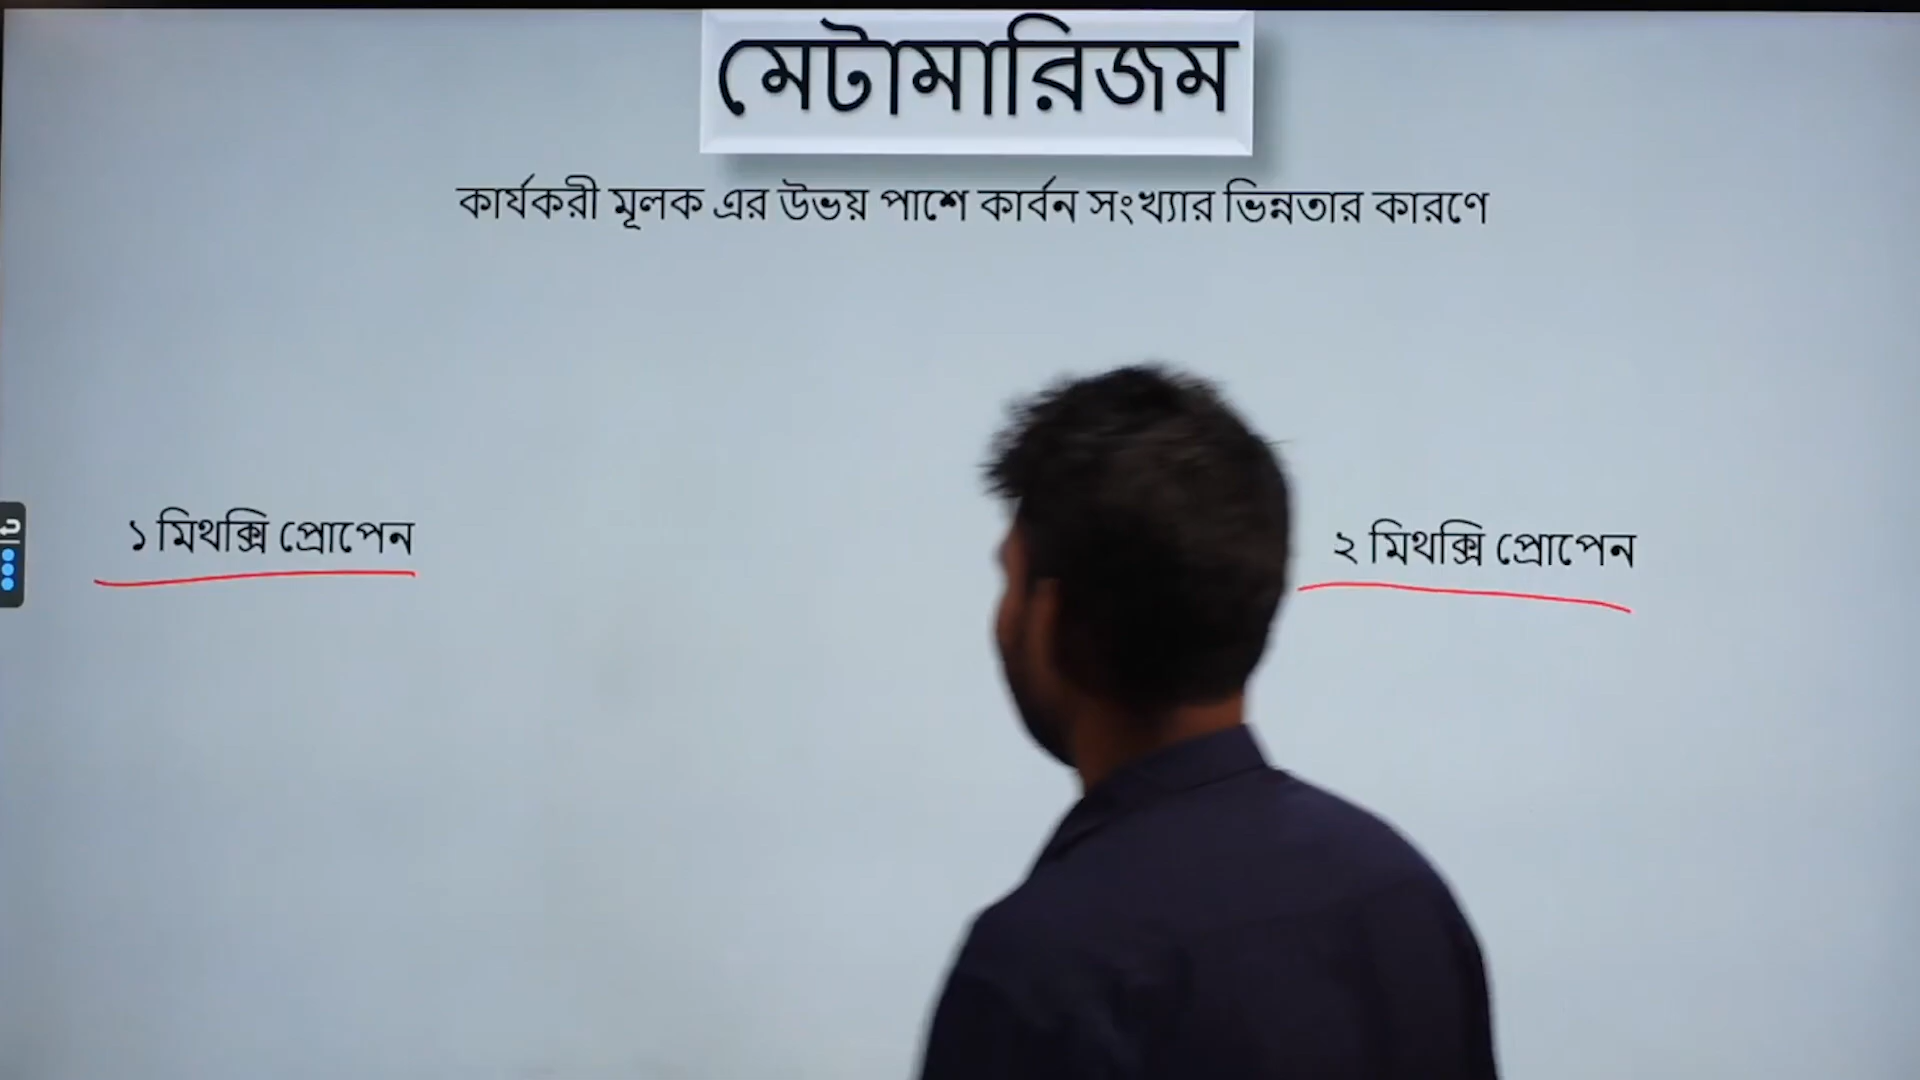 মেটামারিজম
কার্যকরী মূলক এর উভয় পাশে কার্বন সংখ্যার ভিন্নতার কারণে
১ মিথক্সি প্রোপেন
২ মিথক্সি প্রোপেন